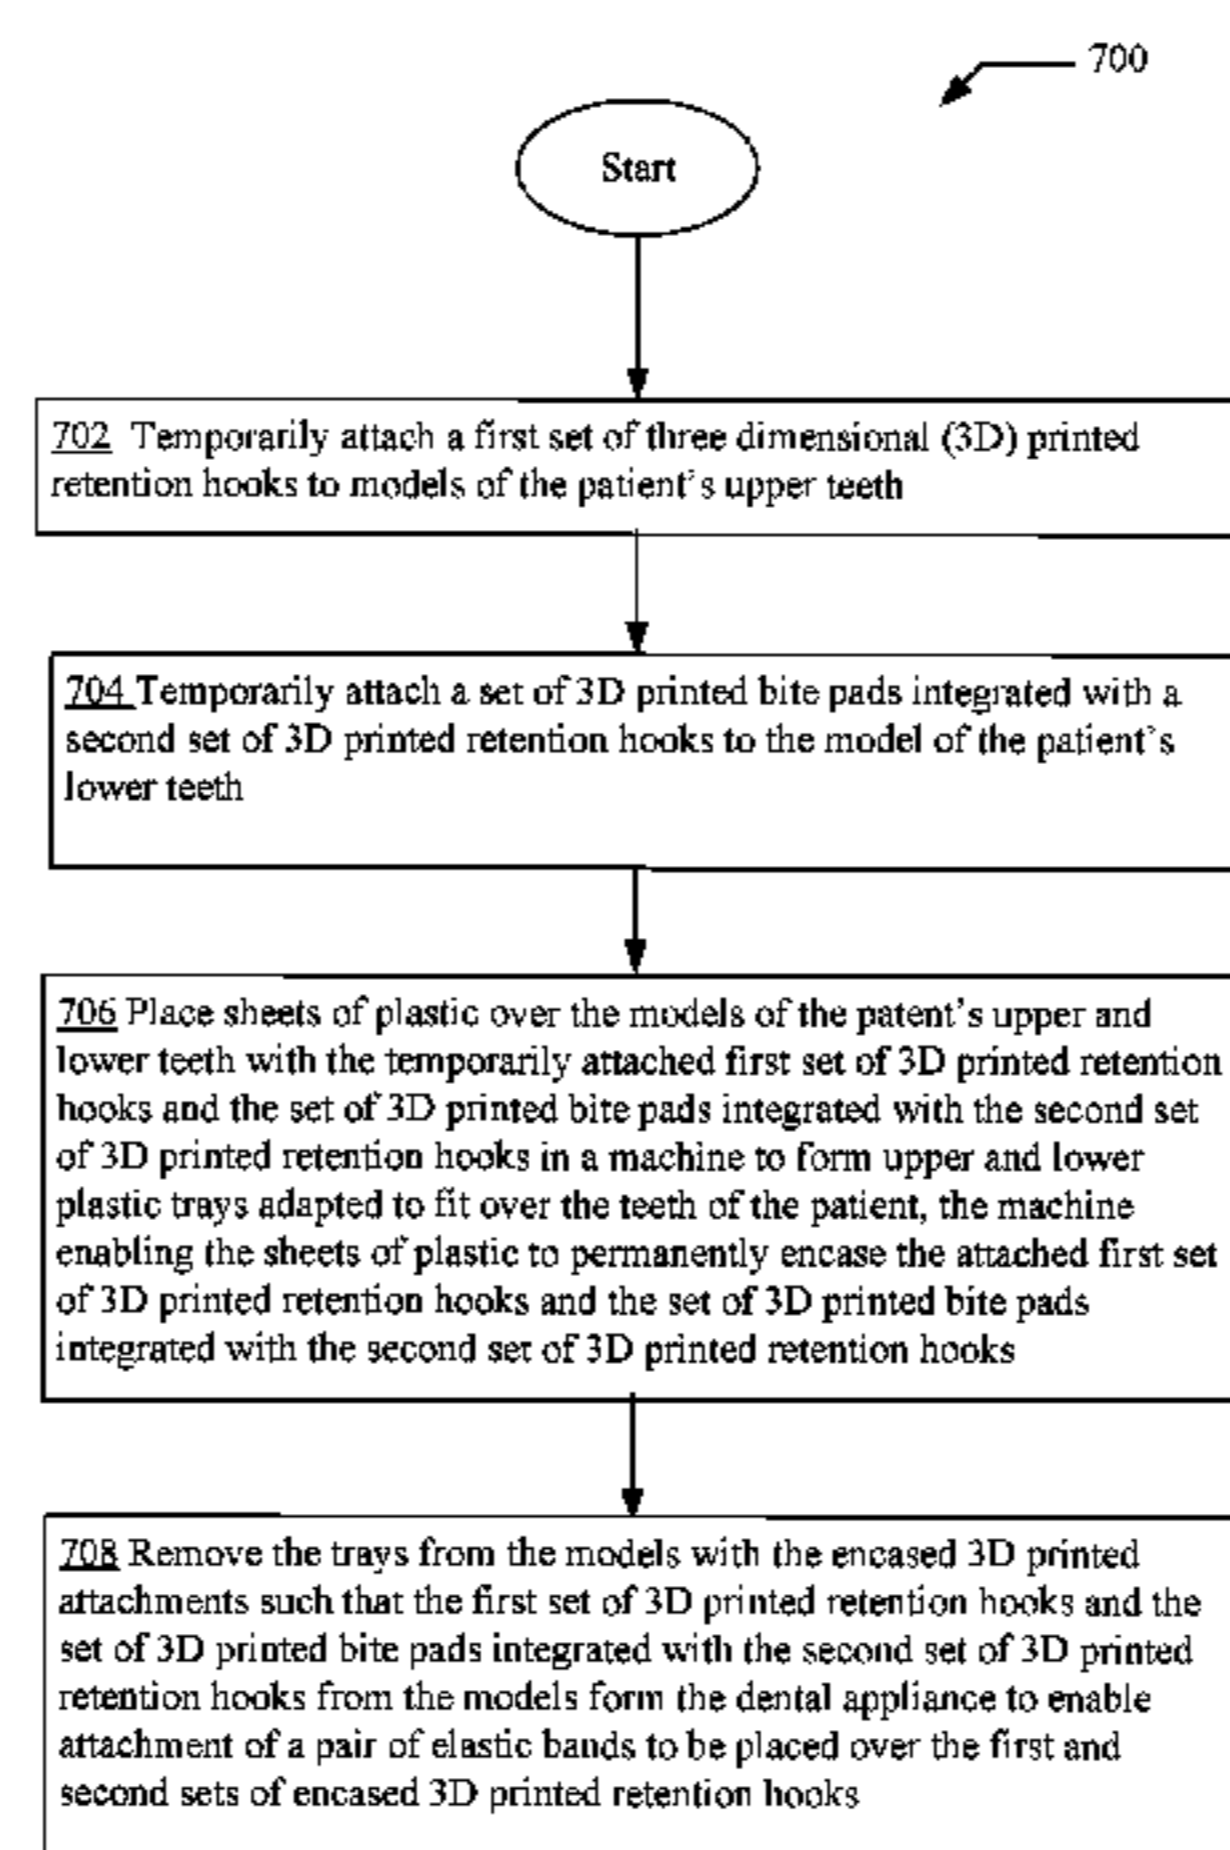 700
Start
702 Temporarily attach a first set of three dimensional (3D) printed
retention hooks to models of the patient's upper teeth
704 Temporarily attach a set of 3D printed bite pads integrated with a
second set of 3D printed retention hooks to the model of the patient's
lower teeth
706 Place sheets of plastic over the models of the patent's upper and
lower teeth with the temporarily attached first set of 3D printed retention
hooks and the set of 3D printed bite pads integrated with the second set
of 3D printed retention hooks in a machine to form upper and lower
plastic trays adapted to fit over the teeth of the patient, the machine
enabling the sheets of plastic to permanently encase the attached first set
of 3D printed retention hooks and the set of 3D printed bite pads
integrated with the second set of 3D printed retention hooks
708 Remove the trays from the models with the encased 3D printed
attachments such that the first set of 3D printed retention hooks and the
set of 3D printed bite pads integrated with the second set of 3D printed
retention hooks from the models form the dental appliance to enable
attachment of a pair of elastic bands to be placed over the first and
second sets of encased 3D printed retention hooks